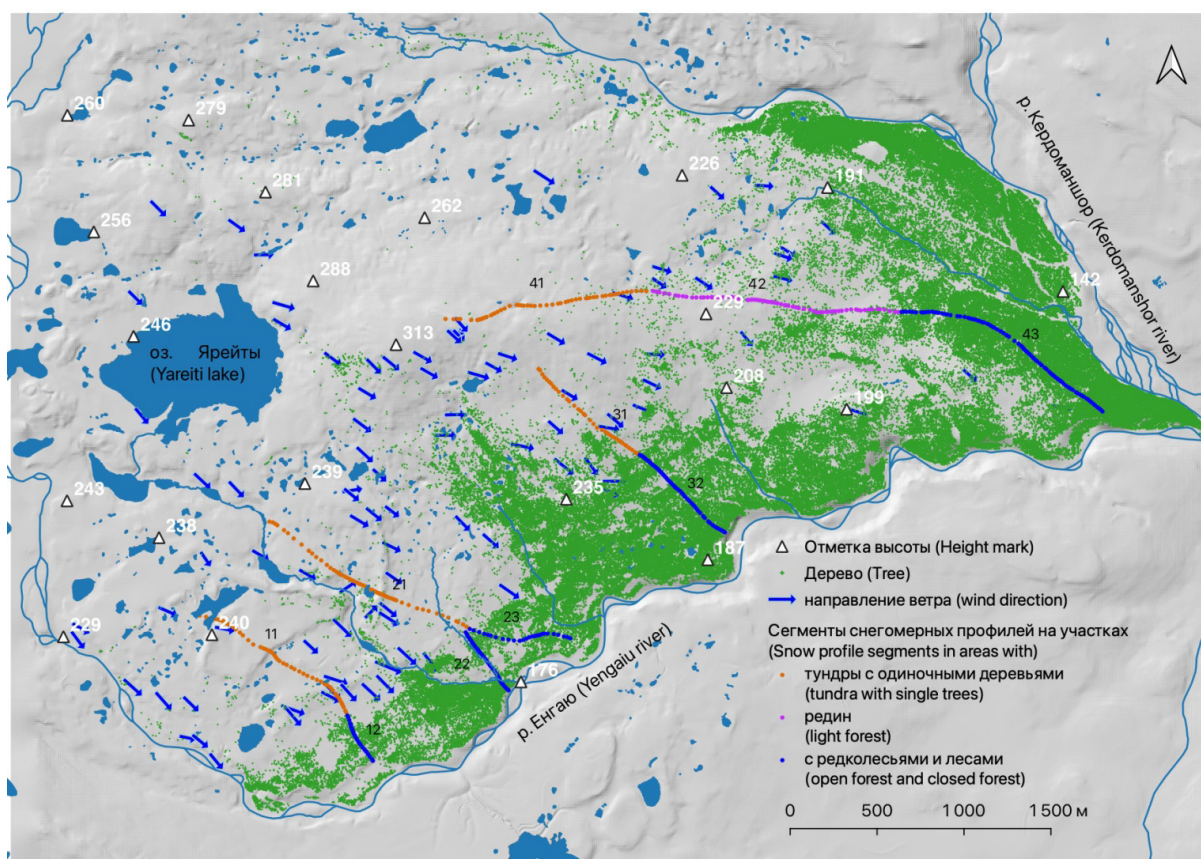 260
279
281
256
262
226
191
р. Кердоманшор (Kerdomanshor river)
288
142
41
42
229
246
313
43
оз. Ярейты
(Yareiti lake)
208
199
31
239
235
32
243
238
187
21
23
229
240
11
22
176
12
р. Енгаю (Yengaiu river)
Отметка высоты (Height mark)
Дерево (Tree)
направление ветра (wind direction)
Сегменты снегомерных профилей на участках
(Snow profile segments in areas with)
тундры с одиночными деревьями
(tundra with single trees)
редин
(light forest)
с редколесьями и лесами
(open forest and closed forest)
0 500 1000 1500 м